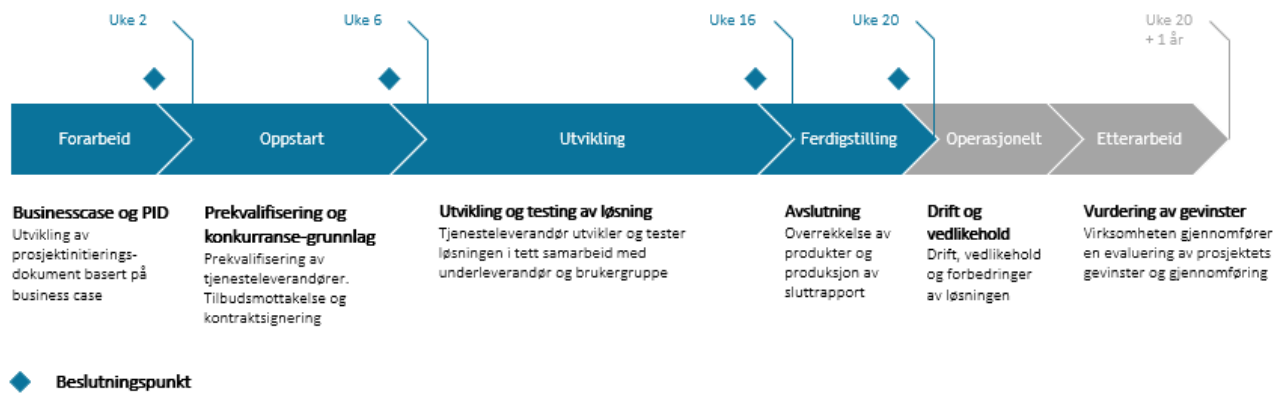 Uke 2
Uke 6
Uke 16
Uke 20
Uke 20
+ 1 år
Forarbeid
Oppstart
Utvikling
Ferdigstilling
Operasjonelt
Etterarbeid
Businesscase og PID
Utvikling av
prosjektinitierings-
dokument basert på
business case
Prekvalifisering og
konkurranse-grunnlag
Prekvalifisering av
tjenesteleverandører.
Tilbudsmottakelse og
kontraktsignering
Utvikling og testing av løsning
Tjenesteleverandør utvikler og tester
løsningen i tett samarbeid med
underleverandør og brukergruppe
Avslutning
Overrekkelse av
produkter og
produksjon av
sluttrapport
Drift og
vedlikehold
Drift, vedlikehold
og forbedringer
av løsningen
Vurdering av gevinster
Virksomheten gjennomfører
en evaluering av prosjektets
gevinster og gjennomføring
Beslutningspunkt